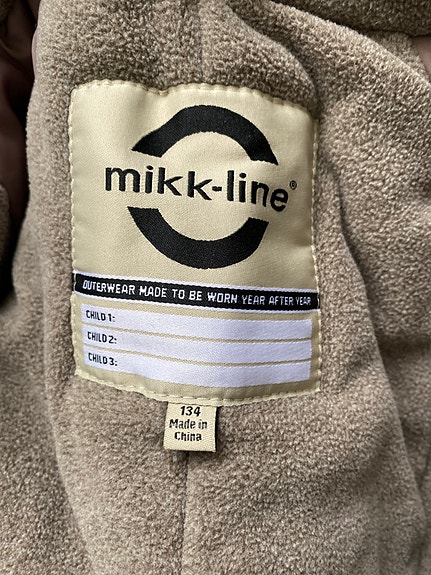 mikk-line®
OUTERWEAR MADE TO BE WORN YEAR AFTER YEAR
CHILD 1:
CHILD 2:
CHILD 3:
134
Made in
China